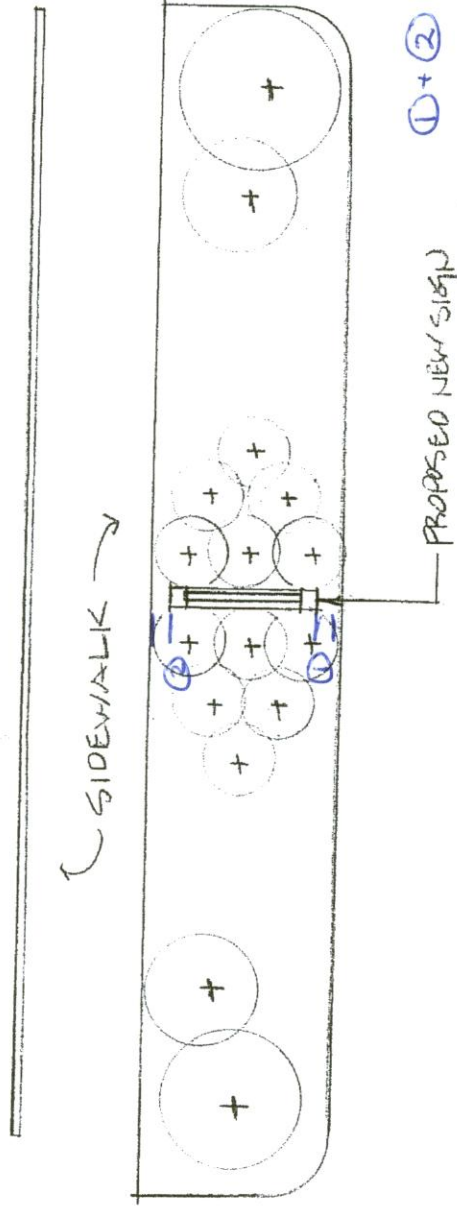 SIDEWALK
②
①
PROPOSED NEW SIGN
① + ②